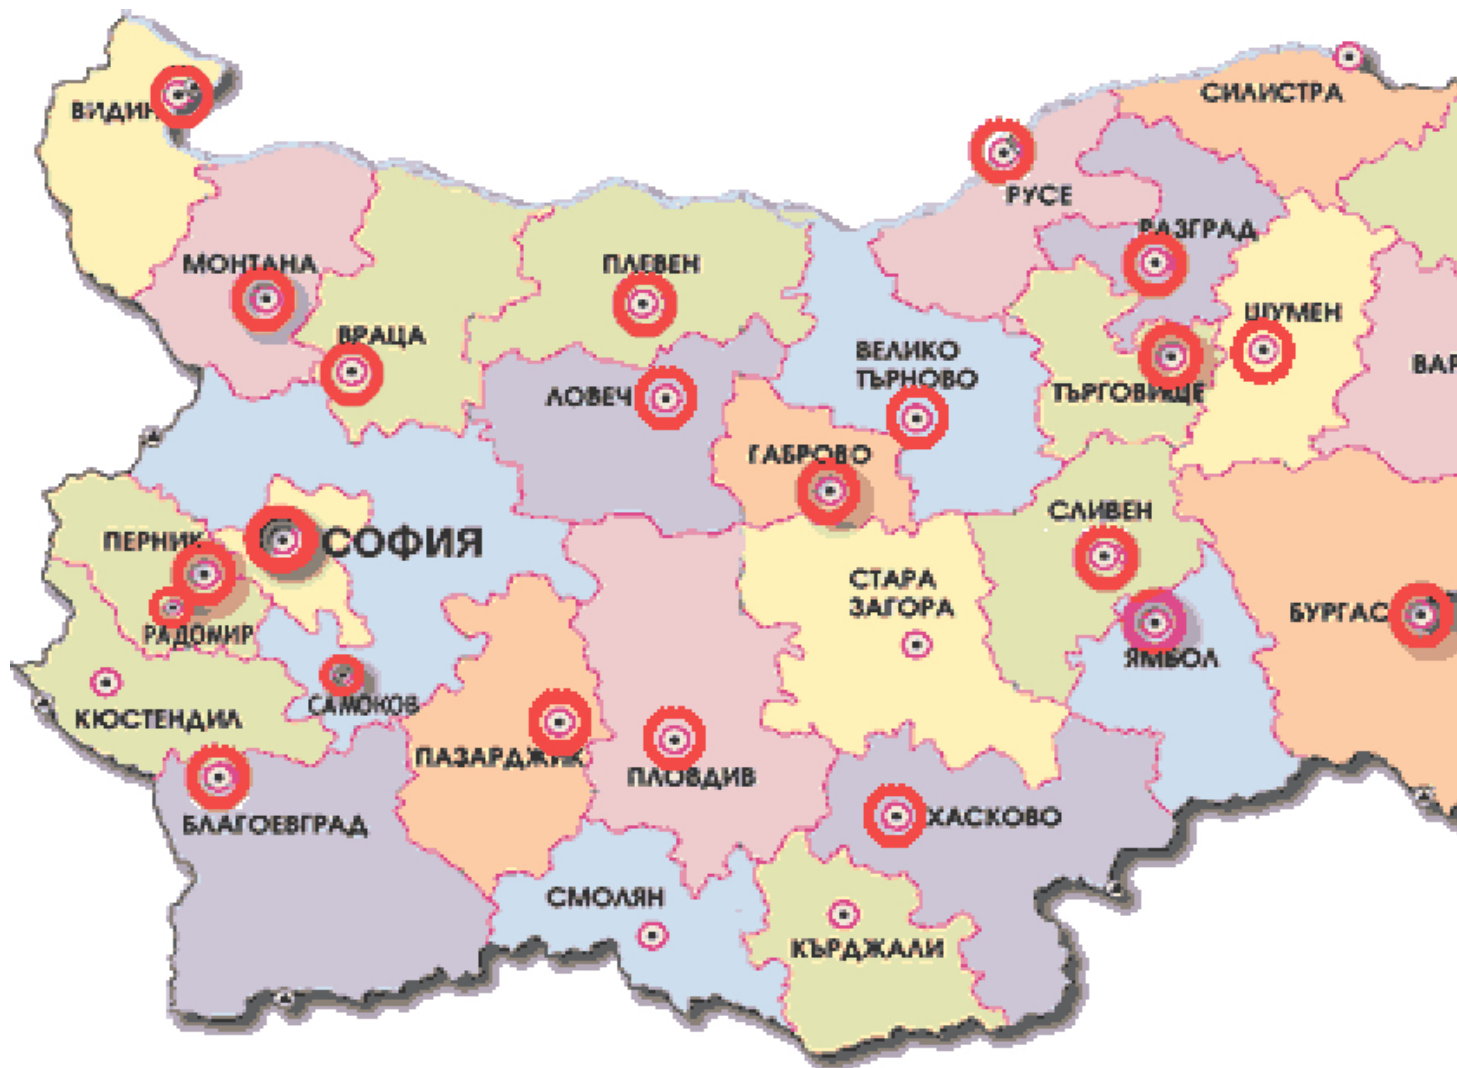 СИЛИСТРА
ВИДИН
РУСЕ
РАЗГРАД
МОНТАНА
ПЛЕВЕН
ШУМЕН
ВРАЦА
ВЕЛИКО
ТЪРНОВО
ВАР
ТЪРГОВИЩЕ
ЛОВЕЧ
ГАБРОВО
СЛИВЕН
ПЕРНИК
СОФИЯ
СТАРА
ЗАГОРА
БУРГАС
РАДОМИР
ЯМБОЛ
САМОКОВ
КЮСТЕНДИЛ
ПАЗАРДЖИК
ПЛОВДИВ
БЛАГОЕВГРАД
ХАСКОВО
СМОЛЯН
КЪРДЖАЛИ